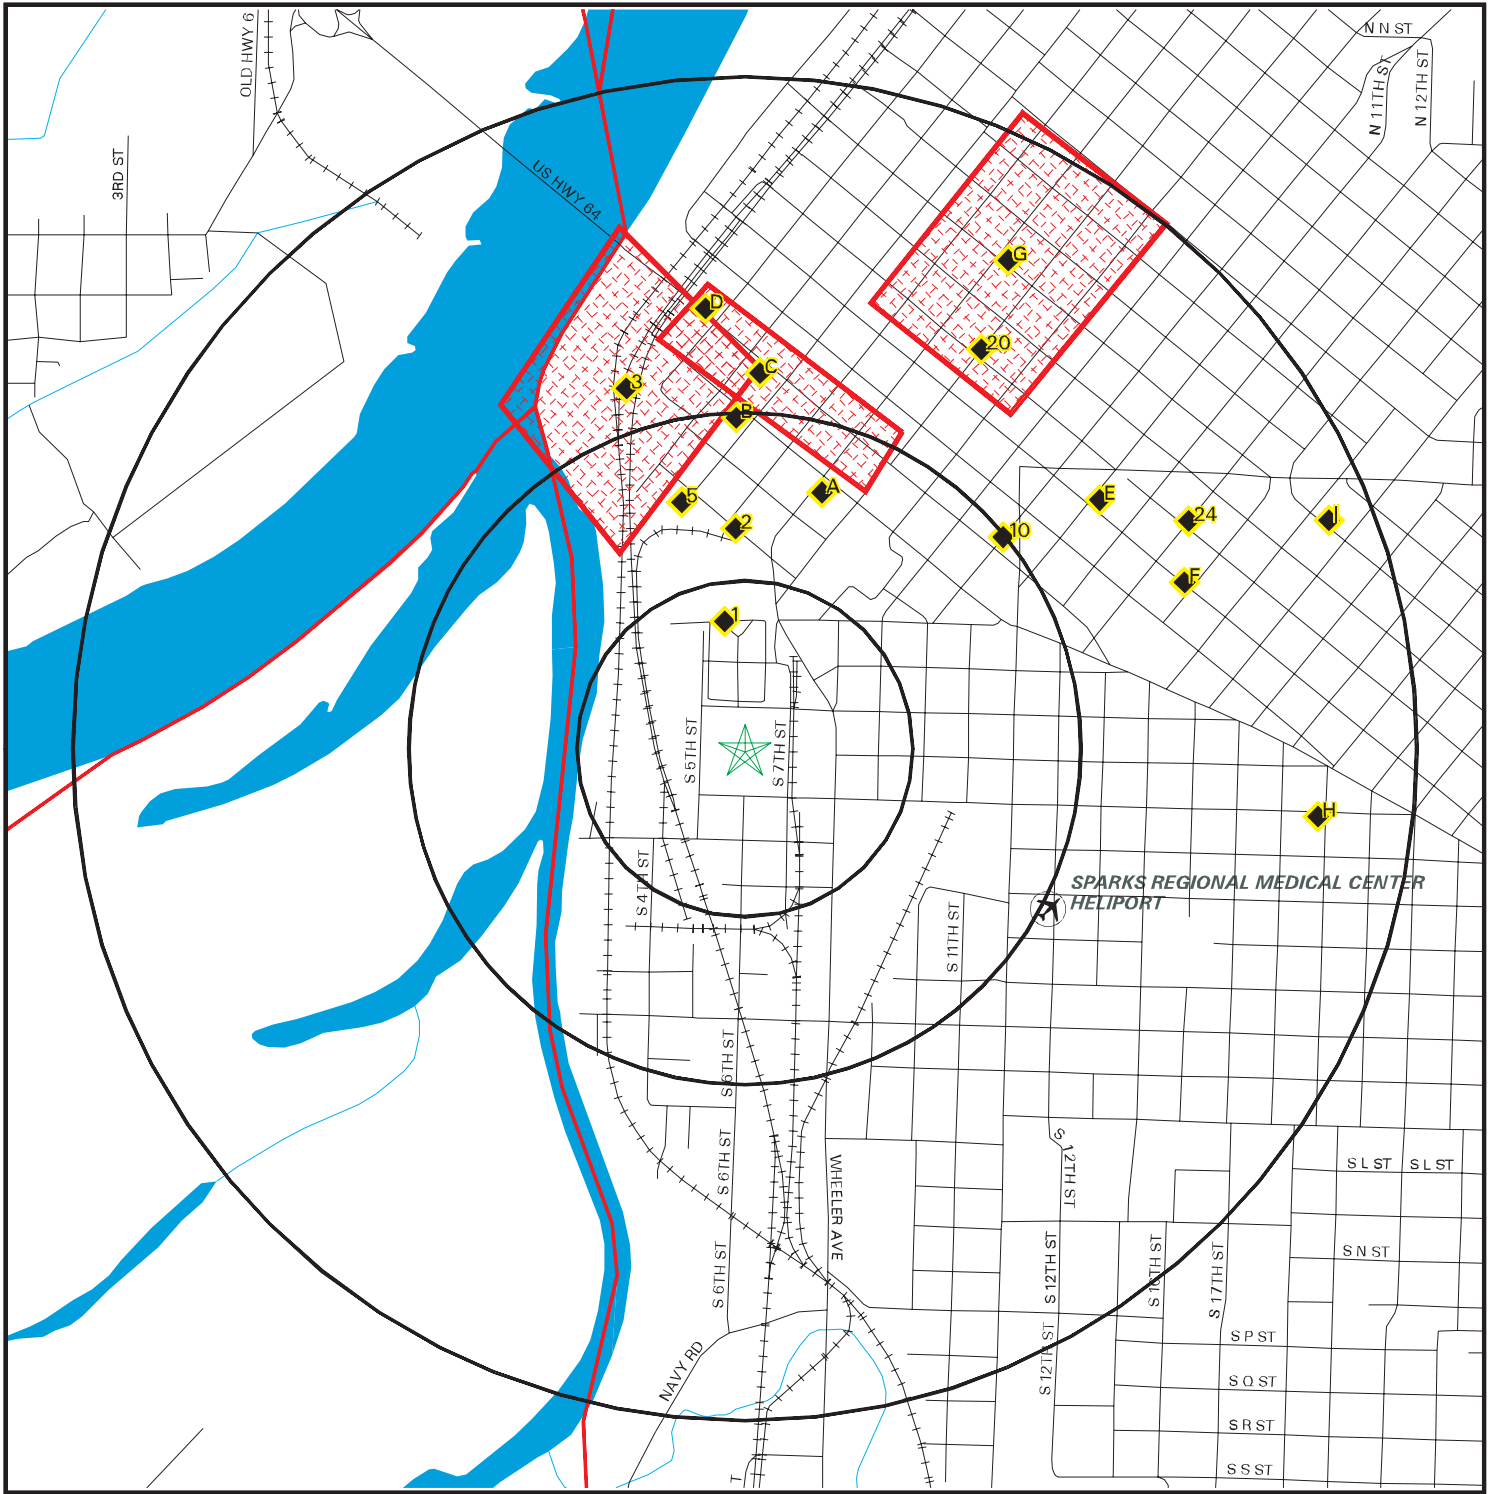 N N ST
OLD HWY 6
N 11TH ST
N 12TH ST
3RD ST
US HWY 64
G
D
20
C
3
B
A
5
E
24
I
2
10
F
1
S 5TH ST
S 7TH ST
H
S 4TH ST
SPARKS REGIONAL MEDICAL CENTER
HELIPORT
S 11TH ST
S 6TH ST
S 12TH ST
S 6TH ST
WHEELER AVE
S L ST
S L ST
S 6TH ST
S 12TH ST
S 16TH ST
S 17TH ST
S N ST
S P ST
NAVY RD
S 12TH ST
S Q ST
S R ST
S S ST
T